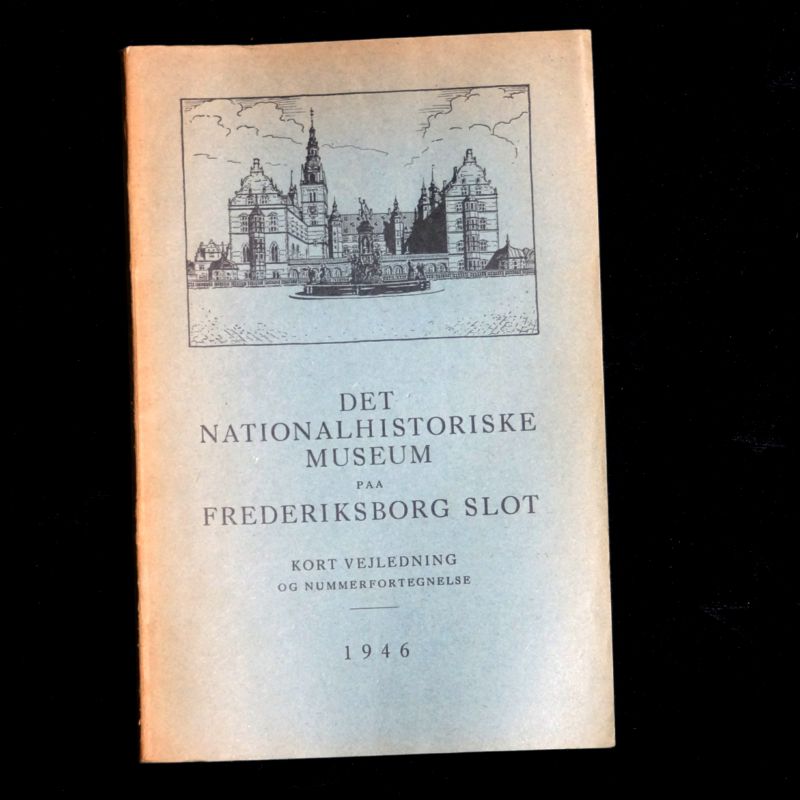 DET
NATIONALHISTORISKE
MUSEUM
PAA
FREDERIKSBORG SLOT
KORT VEJLEDNING
OG NUMMERFORTEGNELSE
1946